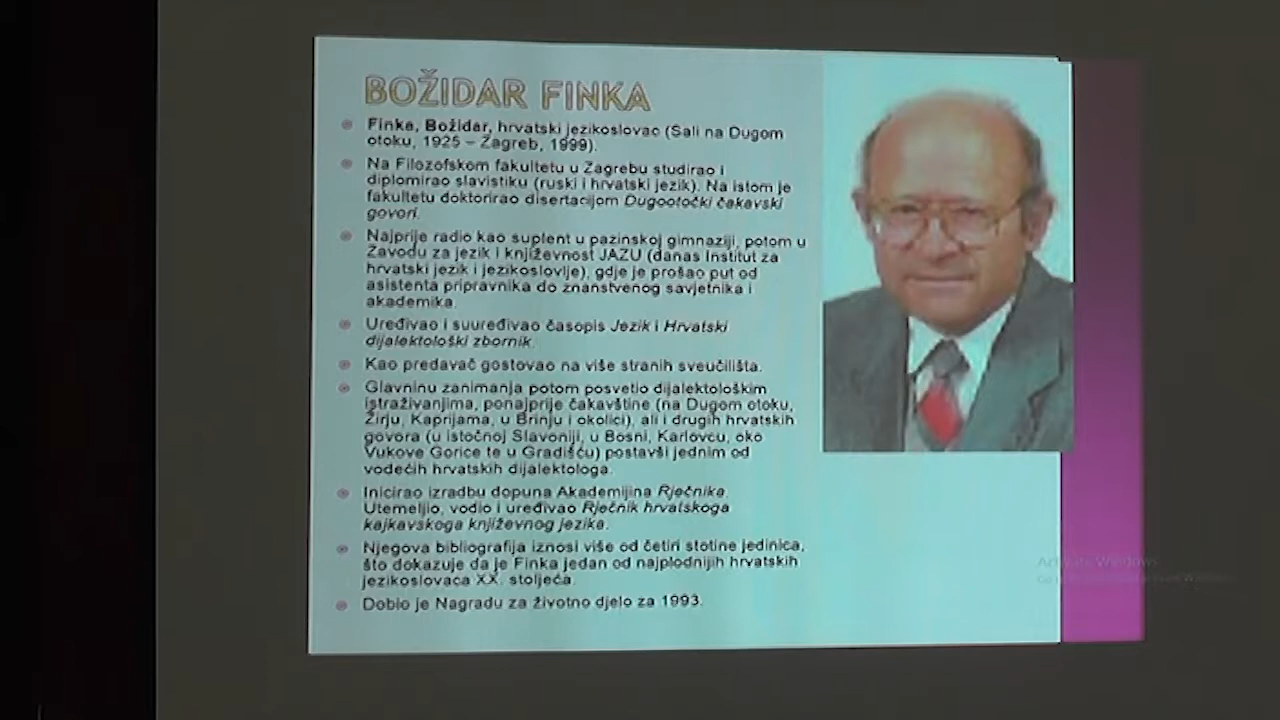 BOŽIDAR FINKA
Finka, Božidar, hrvatski jezikoslovac (Sali na Dugom
otoku, 1925 – Zagreb, 1999).
Na Filozofskom fakultetu u Zagrebu studirao i
diplomirao slavistiku (ruski i hrvatski jezik). Na istom je
fakultetu doktorirao disertacijom Dugootočki čakavski
govori.
Najprije radio kao suplent u pazinskoj gimnaziji, potom u
Zavodu za jezik i književnost JAZU (danas Institut za
hrvatski jezik i jezikoslovlje), gdje je prošao put od
asistenta pripravnika do znanstvenog savjetnika i
akademika.
Uređivao i suuređivao časopis Jezik i Hrvatski
dijalektološki zbornik.
Kao predavač gostovao na više stranih sveučilišta.
Glavninu zanimanja potom posvetio dijalektološkim
istraživanjima, ponajprije čakavštine (na Dugom otoku,
Žirju, Kaprijama, u Brinju i okolici), ali i drugih hrvatskih
govora (u istočnoj Slavoniji, u Bosni, Karlovcu, oko
Vukove Gorice te u Gradišću) postavši jednim od
vodećih hrvatskih dijalektologa.
Inicirao izradbu dopuna Akademijina Rječnika.
Utemeljio, vodio i uređivao Rječnik hrvatskoga
kajkavskoga književnog jezika.
Njegova bibliografija iznosi više od četiri stotine jedinica,
što dokazuje da je Finka jedan od najplodnijih hrvatskih
jezikoslovaca XX. stoljeća.
Dobio je Nagradu za životno djelo za 1993.
Activate Windows